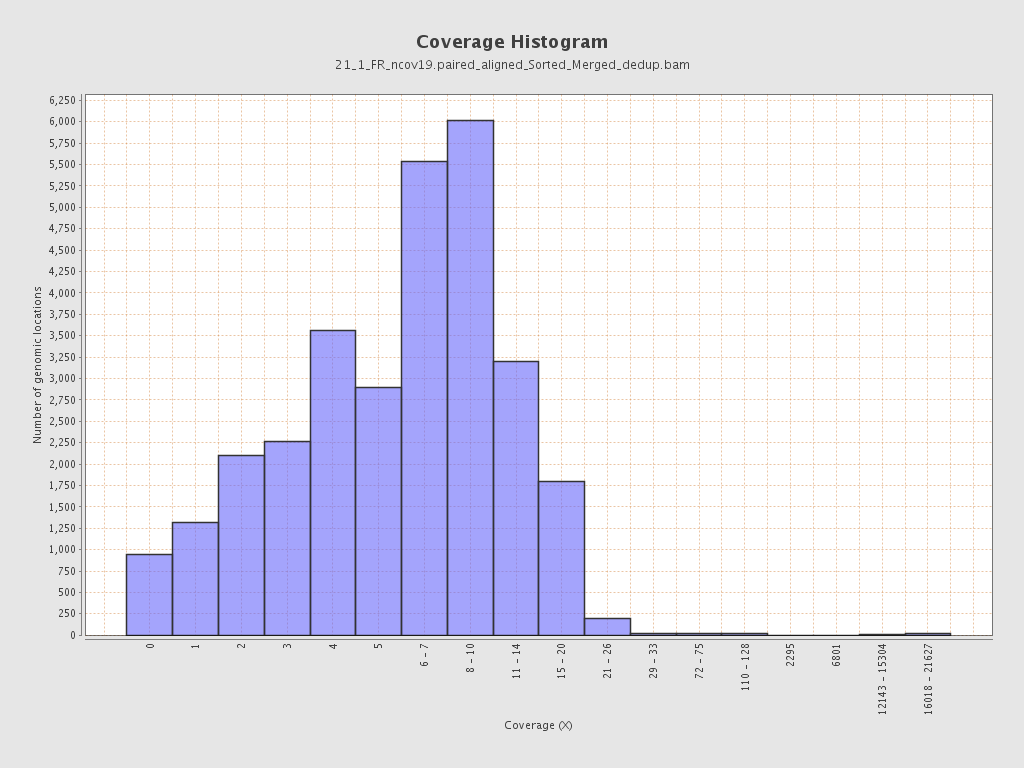 Coverage Histogram
21_1_FR_ncov19.paired_aligned_Sorted_Merged_dedup.bam
6,250
6,000
5,750
5,500
5,250
5,000
4,750
4,500
4,250
4,000
3,750
3,500
3,250
3,000
2,750
2,500
2,250
2,000
1,750
1,500
1,250
1,000
750
500
250
0
Number of genomic locations
0
1
2
3
4
5
6 - 7
8 - 10
11 - 14
15 - 20
21 - 26
29 - 33
72 - 75
110 - 128
2295
6801
12143 - 15304
16018 - 21627
Coverage (X)